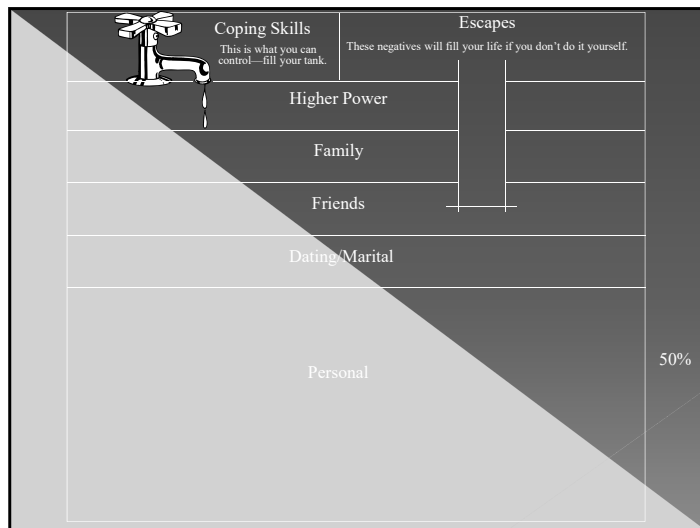 Coping Skills
This is what you can
control—fill your tank.
Escapes
These negatives will fill your life if you don’t do it yourself.
Higher Power
Family
Friends
Dating/Marital
Personal
50%